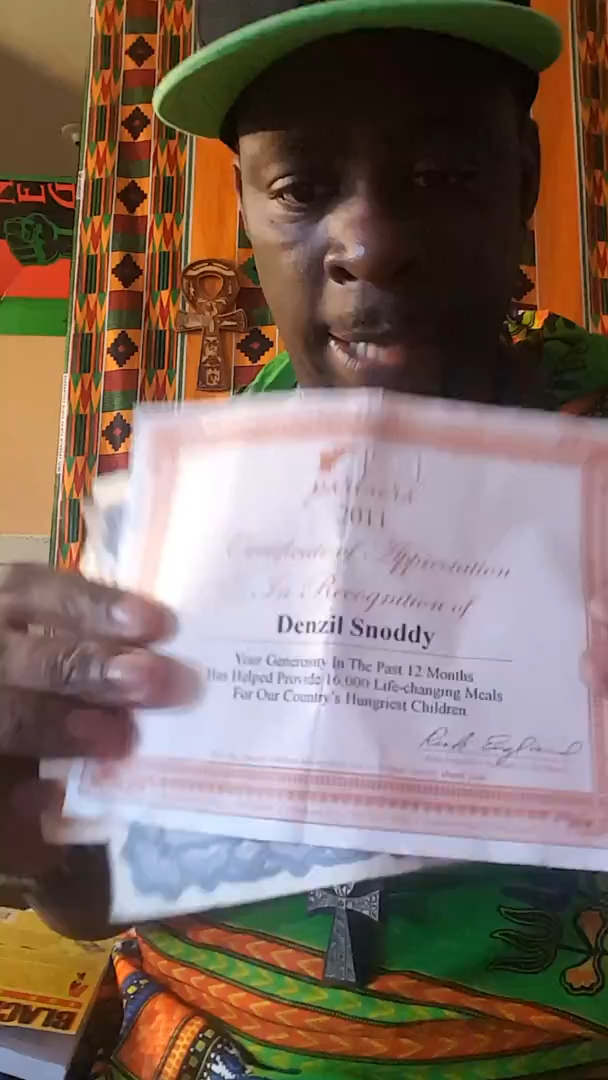 2011
Certificate of Appreciation
In Recognition of
Denzil Snoddy
Your Generosity In The Past 12 Months
Has Helped Provide 16,000 Life-changing Meals
For Our Country's Hungriest Children
BLAC